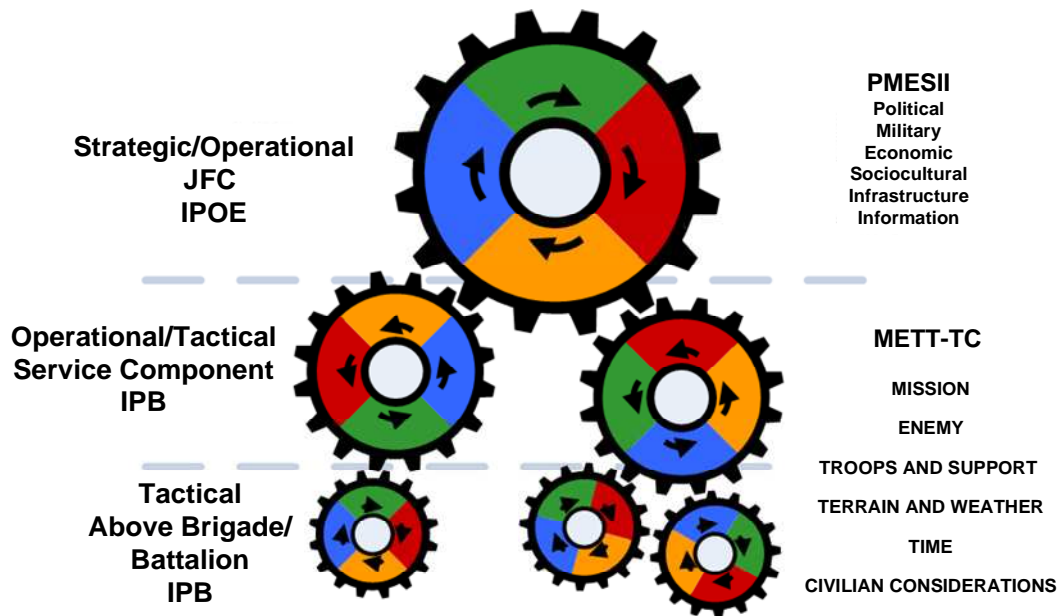 Strategic/Operational
JFC
IPOE
PMESII
Political
Military
Economic
Sociocultural
Infrastructure
Information
Operational/Tactical
Service Component
IPB
METT-TC
MISSION
ENEMY
TROOPS AND SUPPORT
TERRAIN AND WEATHER
TIME
CIVILIAN CONSIDERATIONS
Tactical
Above Brigade/
Battalion
IPB